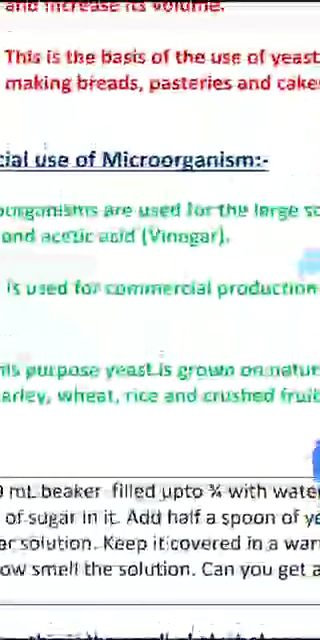 and increase its volume.
This is the basis of the use of yeast
making breads, pasteries and cake
cial use of Microorganism:-
organisms are used for the large sc
and acetic acid (Vinagar).
is used for commercial production
his purpose yeast is grown on natur
arley, wheat, rice and crushed fruit
0 mL beaker filled upto ¾ with water
of sugar in it. Add half a spoon of ye
ar solution. Keep it covered in a war
ow smell the solution. Can you get a